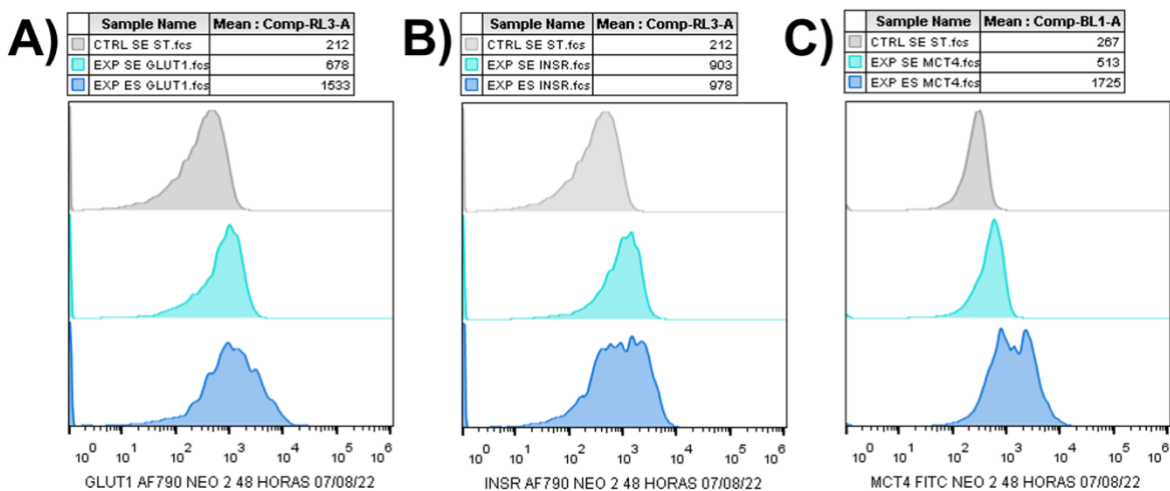 A)
Sample Name Mean : Comp-RL3-A
CTRL SE ST.fcs 212
EXP SE GLUT1.fcs 678
EXP ES GLUT1.fcs 1533
10^0 10^1 10^2 10^3 10^4 10^5 10^6
GLUT1 AF790 NEO 2 48 HORAS 07/08/22
B)
Sample Name Mean : Comp-RL3-A
CTRL SE ST.fcs 212
EXP SE INSR.fcs 903
EXP ES INSR.fcs 978
10^0 10^1 10^2 10^3 10^4 10^5 10^6
INSR AF790 NEO 2 48 HORAS 07/08/22
C)
Sample Name Mean : Comp-BL1-A
CTRL SE ST.fcs 267
EXP SE MCT4.fcs 513
EXP ES MCT4.fcs 1725
10^0 10^1 10^2 10^3 10^4 10^5 10^6
MCT4 FITC NEO 2 48 HORAS 07/08/22